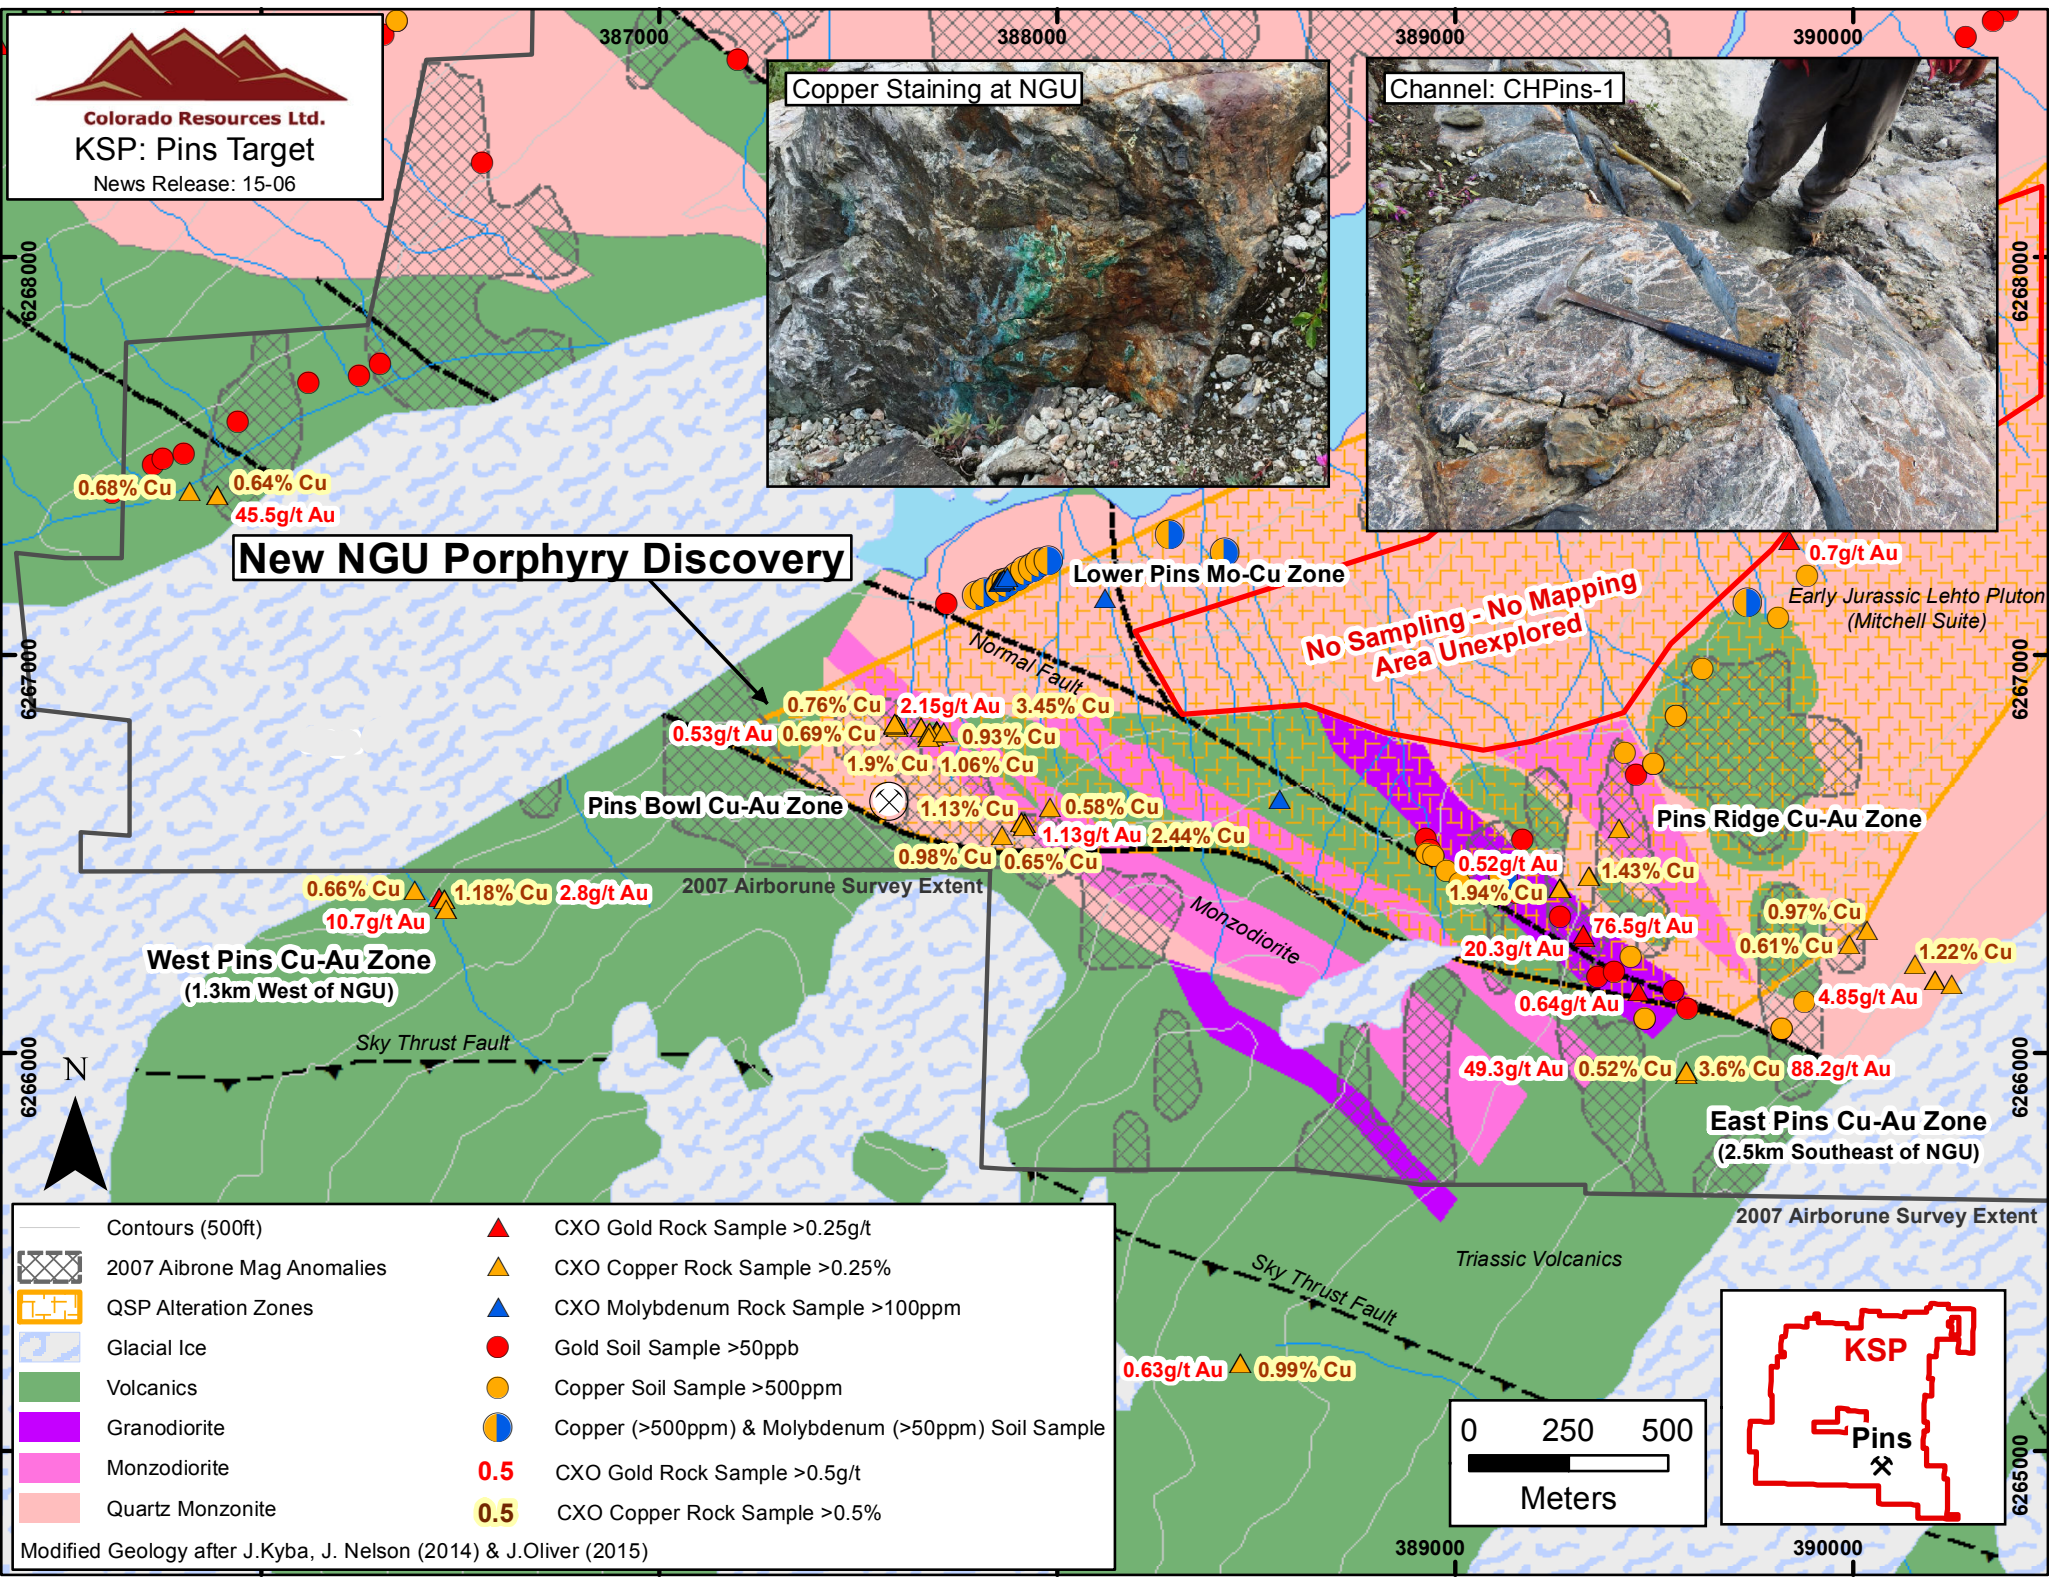 Colorado Resources Ltd.
KSP: Pins Target
News Release: 15-06
387000
388000
389000
390000
Copper Staining at NGU
Channel: CHPins-1
6268000
6268000
0.68% Cu
0.64% Cu
45.5g/t Au
New NGU Porphyry Discovery
Lower Pins Mo-Cu Zone
0.7g/t Au
Early Jurassic Lehto Pluton
(Mitchell Suite)
No Sampling - No Mapping
Area Unexplored
Normal Fault
6267000
6267000
0.76% Cu
2.15g/t Au
3.45% Cu
0.53g/t Au
0.69% Cu
0.93% Cu
1.9% Cu
1.06% Cu
Pins Bowl Cu-Au Zone
1.13% Cu
0.58% Cu
1.13g/t Au
2.44% Cu
0.98% Cu
0.65% Cu
Pins Ridge Cu-Au Zone
0.52g/t Au
1.94% Cu
1.43% Cu
2007 Airborune Survey Extent
0.66% Cu
1.18% Cu
2.8g/t Au
10.7g/t Au
West Pins Cu-Au Zone
(1.3km West of NGU)
Monzodiorite
76.5g/t Au
20.3g/t Au
0.97% Cu
0.61% Cu
1.22% Cu
0.64g/t Au
4.85g/t Au
Sky Thrust Fault
N
6266000
6266000
49.3g/t Au
0.52% Cu
3.6% Cu
88.2g/t Au
East Pins Cu-Au Zone
(2.5km Southeast of NGU)
2007 Airborune Survey Extent
Triassic Volcanics
Sky Thrust Fault
0.63g/t Au
0.99% Cu
Contours (500ft)
2007 Aibrone Mag Anomalies
QSP Alteration Zones
Glacial Ice
Volcanics
Granodiorite
Monzodiorite
Quartz Monzonite
CXO Gold Rock Sample >0.25g/t
CXO Copper Rock Sample >0.25%
CXO Molybdenum Rock Sample >100ppm
Gold Soil Sample >50ppb
Copper Soil Sample >500ppm
Copper (>500ppm) & Molybdenum (>50ppm) Soil Sample
0.5 CXO Gold Rock Sample >0.5g/t
0.5 CXO Copper Rock Sample >0.5%
Modified Geology after J.Kyba, J. Nelson (2014) & J.Oliver (2015)
0 250 500
Meters
KSP
Pins
6265000
389000
390000